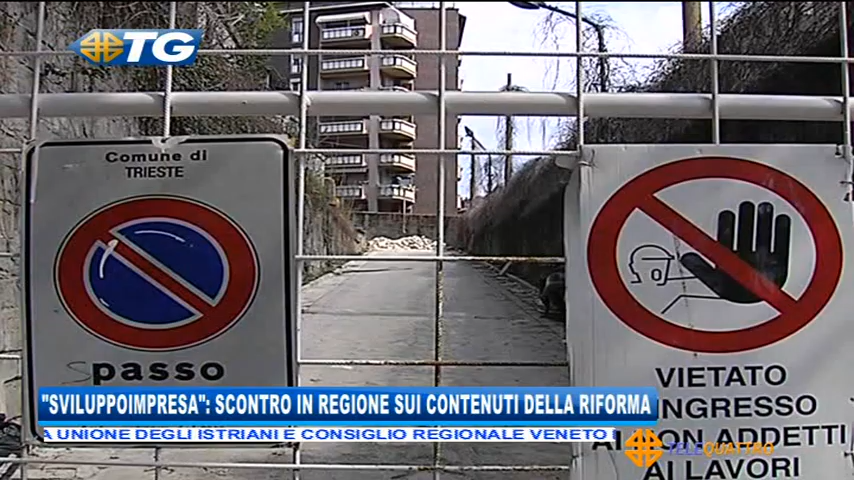 TG
Comune di
TRIESTE
Spasso
VIETATO
INGRESSO
AI NON ADDETTI
AI LAVORI
"SVILUPPOIMPRESA": SCONTRO IN REGIONE SUI CONTENUTI DELLA RIFORMA
A UNIONE DEGLI ISTRIANI E CONSIGLIO REGIONALE VENETO
TELEQUATTRO